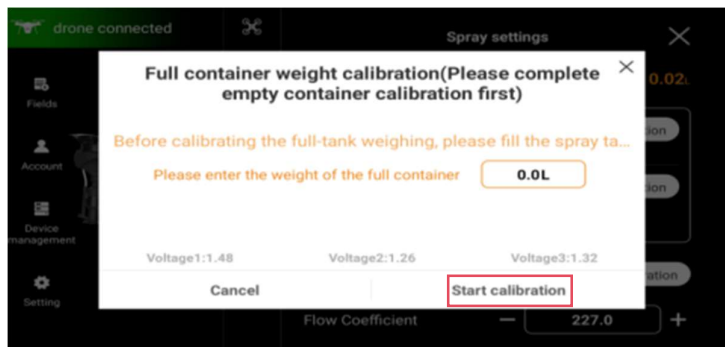 drone connected
Spray settings
Full container weight calibration(Please complete
empty container calibration first)
0.02L
Fields
Before calibrating the full-tank weighing, please fill the spray ta...
Account
Please enter the weight of the full container 0.0L
Device
management
Voltage1:1.48 Voltage2:1.26 Voltage3:1.32
Cancel Start calibration
Setting
Flow Coefficient 227.0